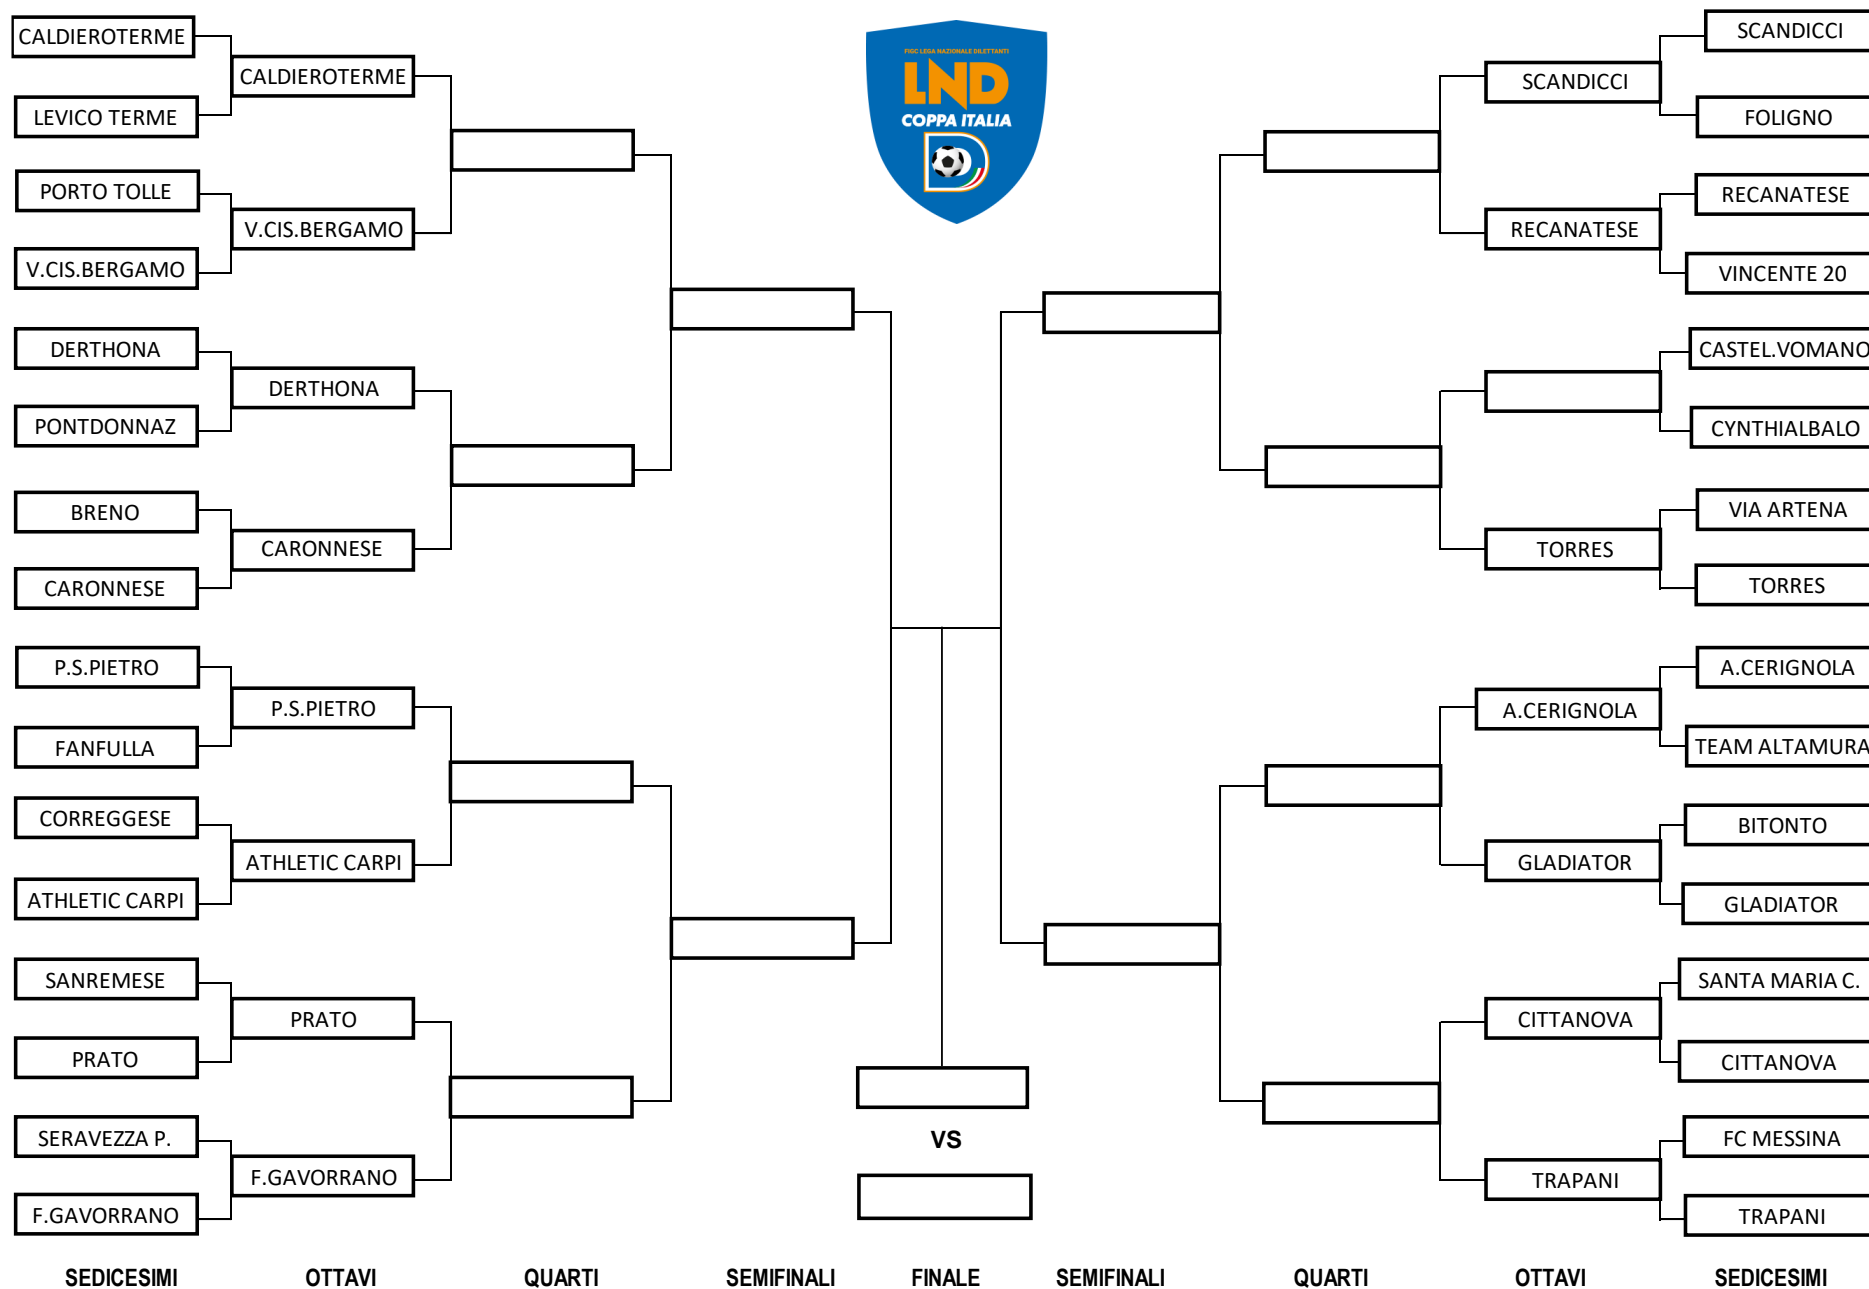 CALDIEROTERME
LEVICO TERME
PORTO TOLLE
V.CIS.BERGAMO
DERTHONA
PONTDONNAZ
BRENO
CARONNESE
P.S.PIETRO
FANFULLA
CORREGGESE
ATHLETIC CARPI
SANREMESE
PRATO
SERAVEZZA P.
F.GAVORRANO
SEDICESIMI
CALDIEROTERME
V.CIS.BERGAMO
DERTHONA
CARONNESE
P.S.PIETRO
ATHLETIC CARPI
PRATO
F.GAVORRANO
OTTAVI
QUARTI
SEMIFINALI
FIGC LEGA NAZIONALE DILETTANTI
LND
COPPA ITALIA
D
VS
FINALE
SEMIFINALI
QUARTI
SCANDICCI
RECANATESE
TORRES
A.CERIGNOLA
GLADIATOR
CITTANOVA
TRAPANI
OTTAVI
SCANDICCI
FOLIGNO
RECANATESE
VINCENTE 20
CASTEL.VOMANO
CYNTHIALBALO
VIA ARTENA
TORRES
A.CERIGNOLA
TEAM ALTAMURA
BITONTO
GLADIATOR
SANTA MARIA C.
CITTANOVA
FC MESSINA
TRAPANI
SEDICESIMI